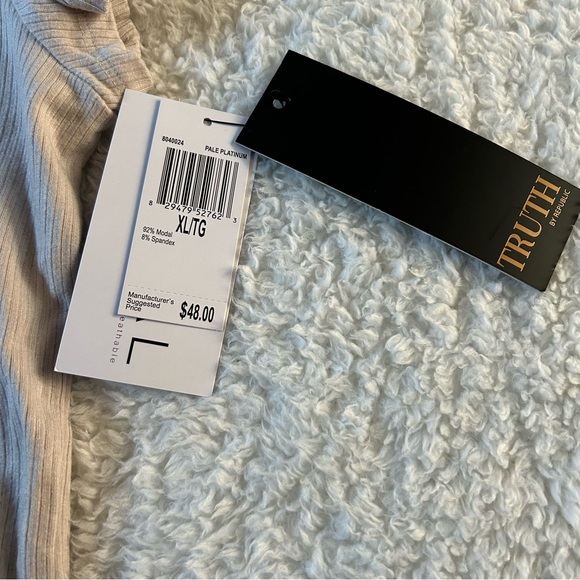 8040024 PALE PLATINUM
8 29479 52762 3
XL/TG
92% Modal
8% Spandex
Manufacturer's
Suggested
Price
$48.00
TRUTH
BY REPUBLIC